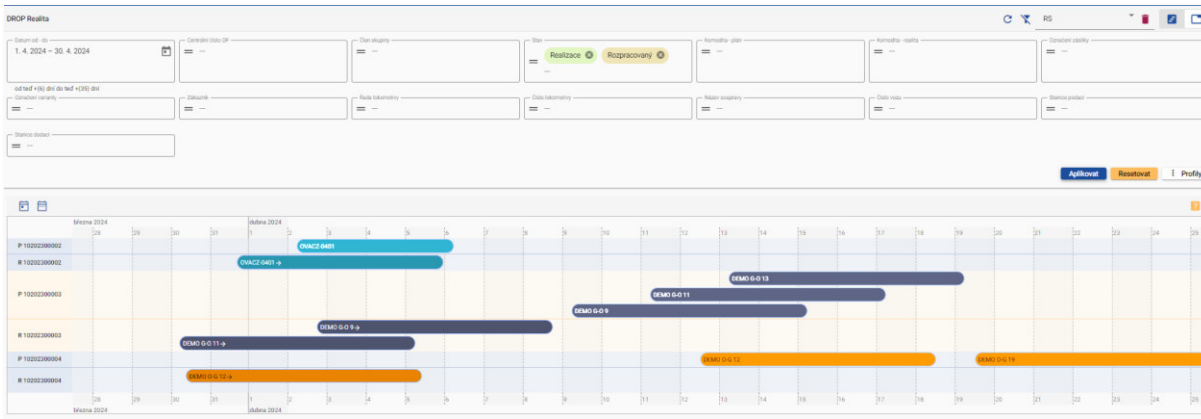 DROP Realita
RS
Datum od - do
1. 4. 2024 – 30. 4. 2024
od teď +(6) dní do teď +(35) dní
Centrální číslo OP
Člen skupiny
Stav
Realizace
Rozpracovaný
Komodita - plán
Komodita - realita
Označení zásilky
Označení varianty
Zákazník
Řada lokomotivy
Číslo lokomotivy
Název soupravy
Číslo vozu
Stanice podací
Stanice dodací
Aplikovat
Resetovat
Profily
března 2024
dubna 2024
28 29 30 31 1 2 3 4 5 6 7 8 9 10 11 12 13 14 15 16 17 18 19 20 21 22 23 24 25
P 10202300002
OVACZ-0401
R 10202300002
OVACZ-0401 →
P 10202300003
DEMO G-O 13
DEMO G-O 11
DEMO G-O 9
R 10202300003
DEMO G-O 9 →
DEMO G-O 11 →
P 10202300004
DEMO O-G 12
DEMO O-G 19
R 10202300004
DEMO O-G 12 →
28 29 30 31 1 2 3 4 5 6 7 8 9 10 11 12 13 14 15 16 17 18 19 20 21 22 23 24 25
března 2024
dubna 2024